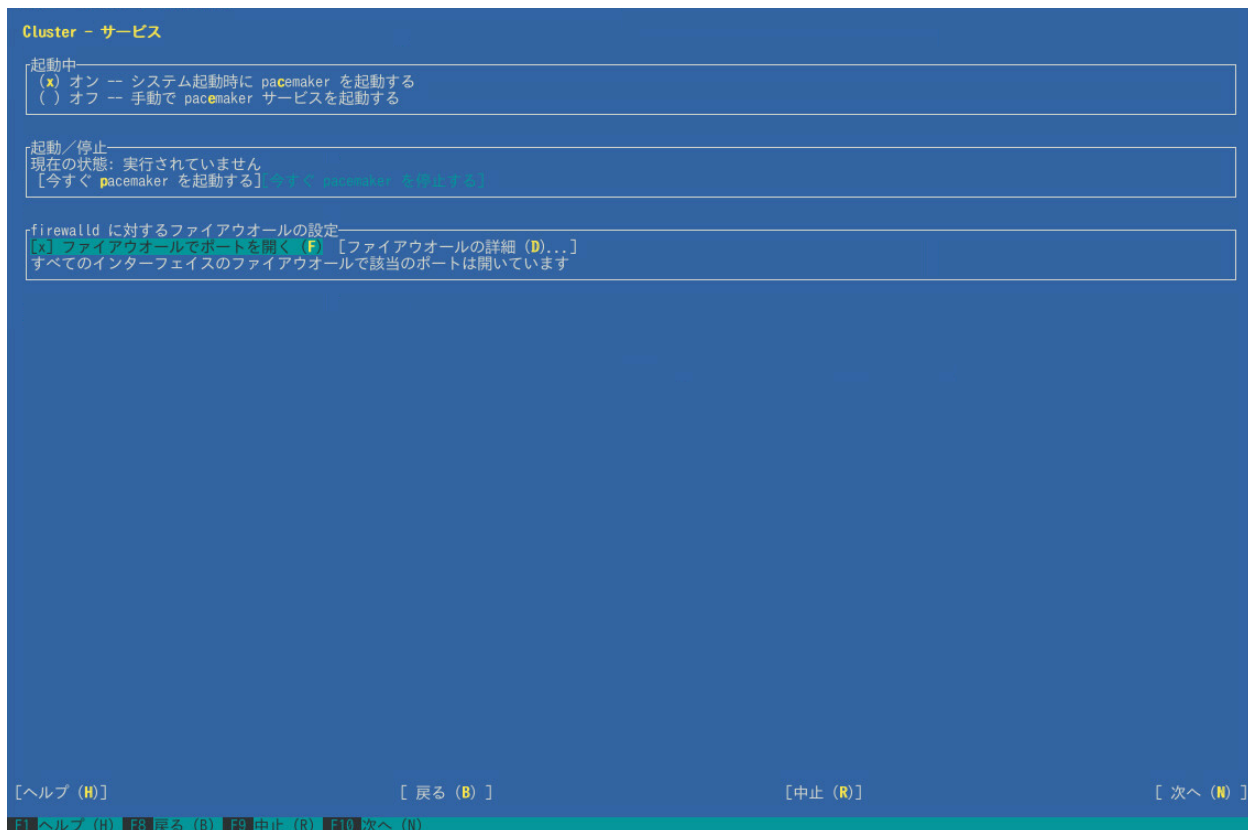 Cluster - サービス
起動中
(x) オン -- システム起動時に pacemaker を起動する
( ) オフ -- 手動で pacemaker サービスを起動する
起動／停止
現在の状態: 実行されていません
[今すぐ pacemaker を起動する][今すぐ pacemaker を停止する]
firewalld に対するファイアウオールの設定
[x] ファイアウオールでポートを開く (F) [ファイアウオールの詳細 (D)...]
すべてのインターフェイスのファイアウオールで該当のポートは開いています
[ヘルプ (H)] [ 戻る (B) ] [中止 (R)] [ 次へ (N) ]
F1 ヘルプ (H) F8 戻る (B) F9 中止 (R) F10 次へ (N)